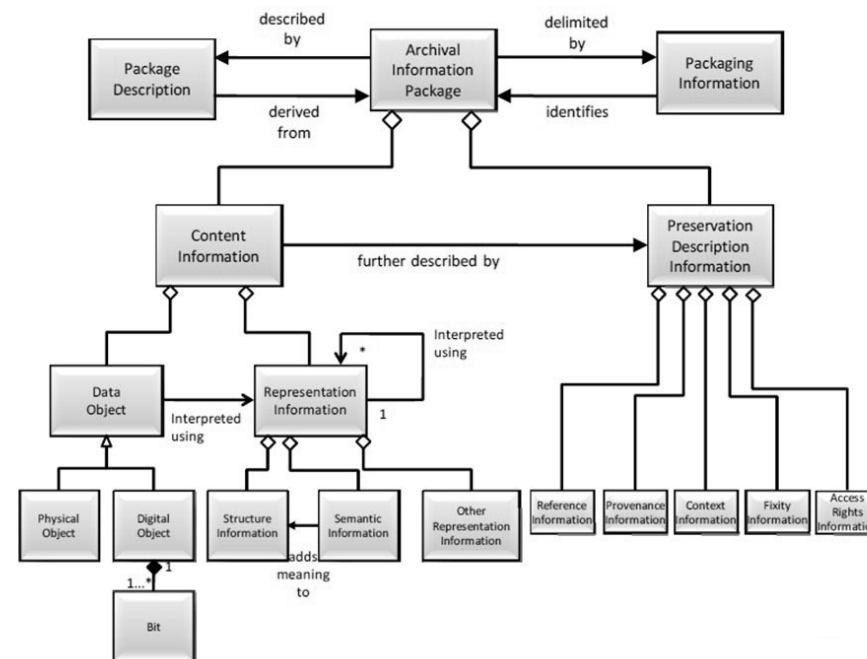 described
by
Archival
Information
Package
delimited
by
Package
Description
Packaging
Information
derived
from
identifies
Content
Information
further described by
Preservation
Description
Information
Data
Object
Interpreted
using
Representation
Information
*
1
Interpreted
using
Physical
Object
Digital
Object
Structure
Information
Semantic
Information
Other
Representation
Information
Reference
Information
Provenance
Information
Context
Information
Fixity
Information
Access
Rights
Information
adds
meaning
to
1
1...*
Bit